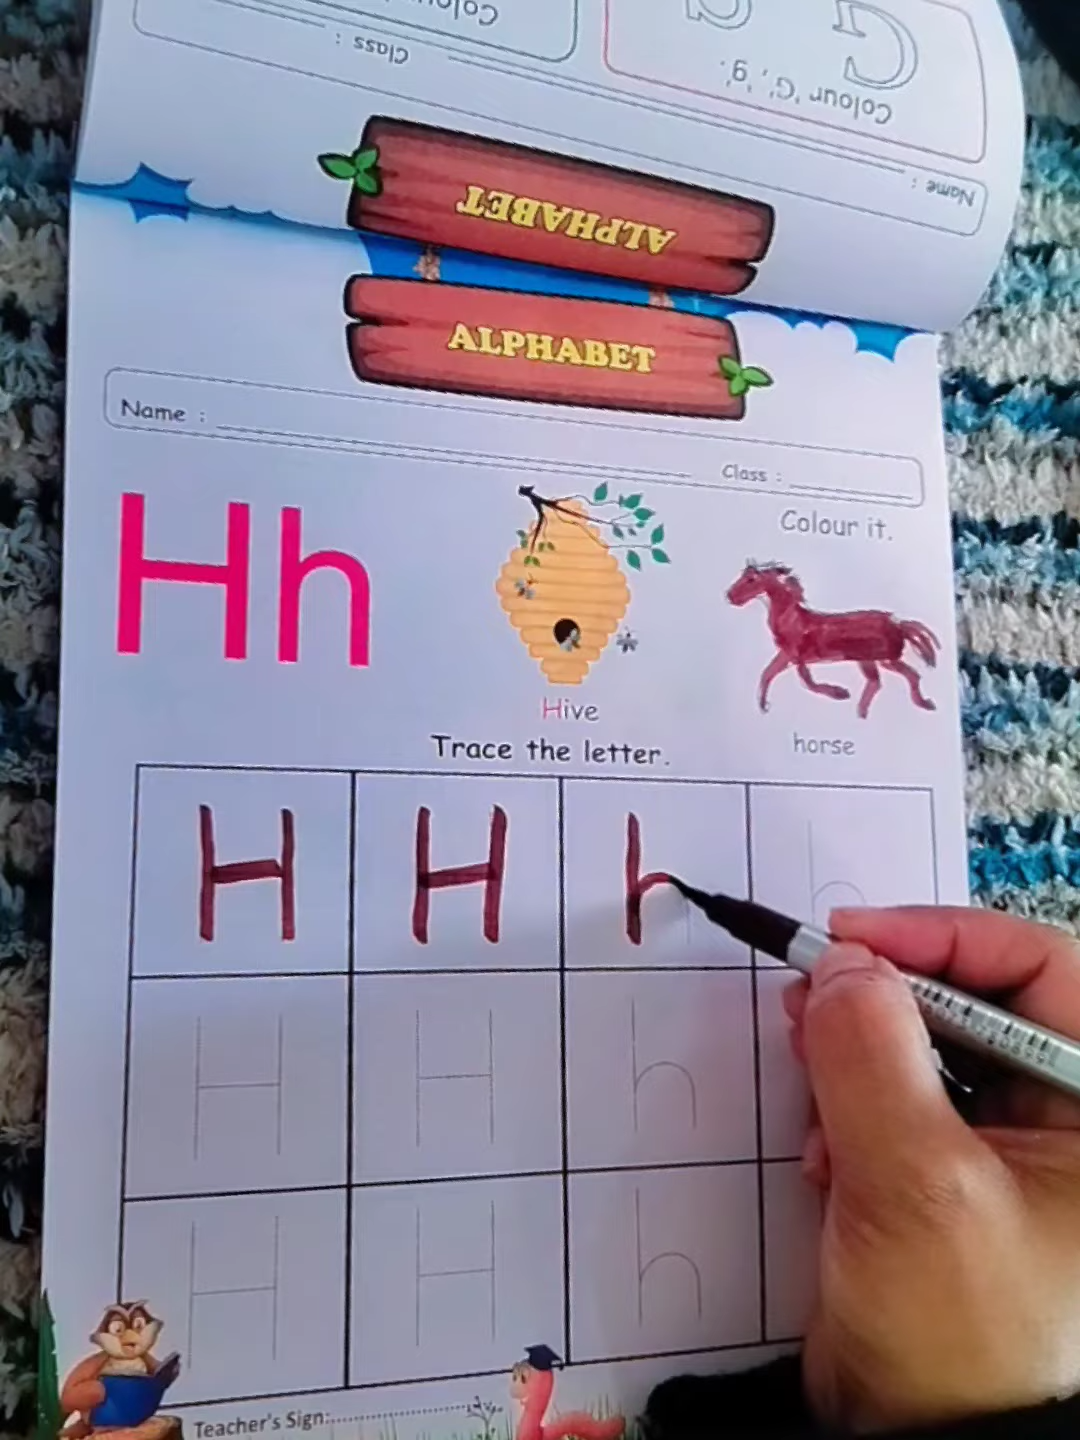 Colour 'G', 'g'.
G
Name :
Class :
ALPHABET
ALPHABET
Name :
Class :
Hh
Colour it.
Hive
horse
Trace the letter.
H H h h
H H h
H H h
Teacher's Sign: